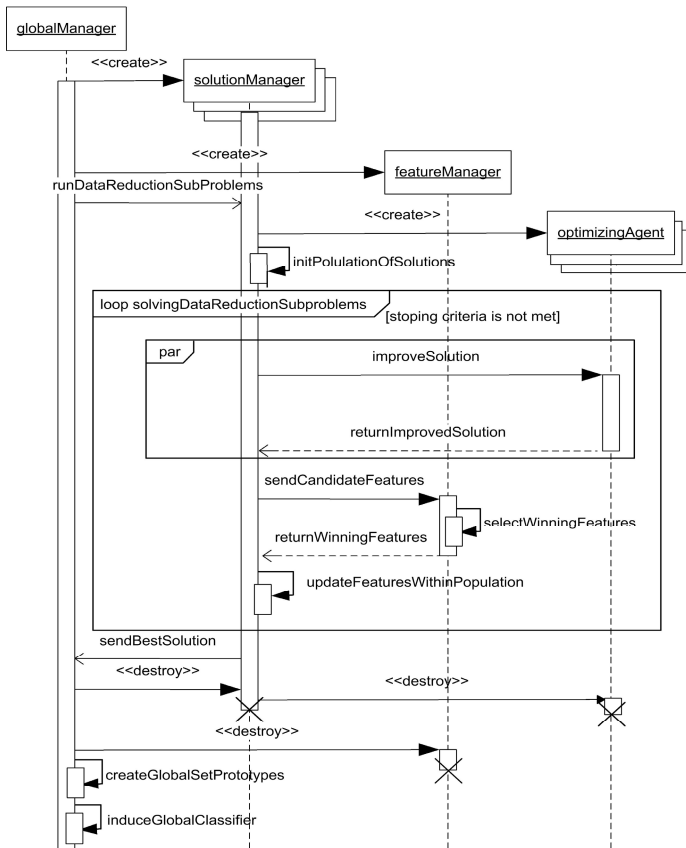 globalManager
<<create>>
solutionManager
<<create>>
featureManager
runDataReductionSubProblems
<<create>>
optimizingAgent
initPolulationOfSolutions
loop solvingDataReductionSubproblems
[stoping criteria is not met]
par
improveSolution
returnImprovedSolution
sendCandidateFeatures
selectWinningFeatures
returnWinningFeatures
updateFeaturesWithinPopulation
sendBestSolution
<<destroy>>
<<destroy>>
<<destroy>>
createGlobalSetPrototypes
induceGlobalClassifier